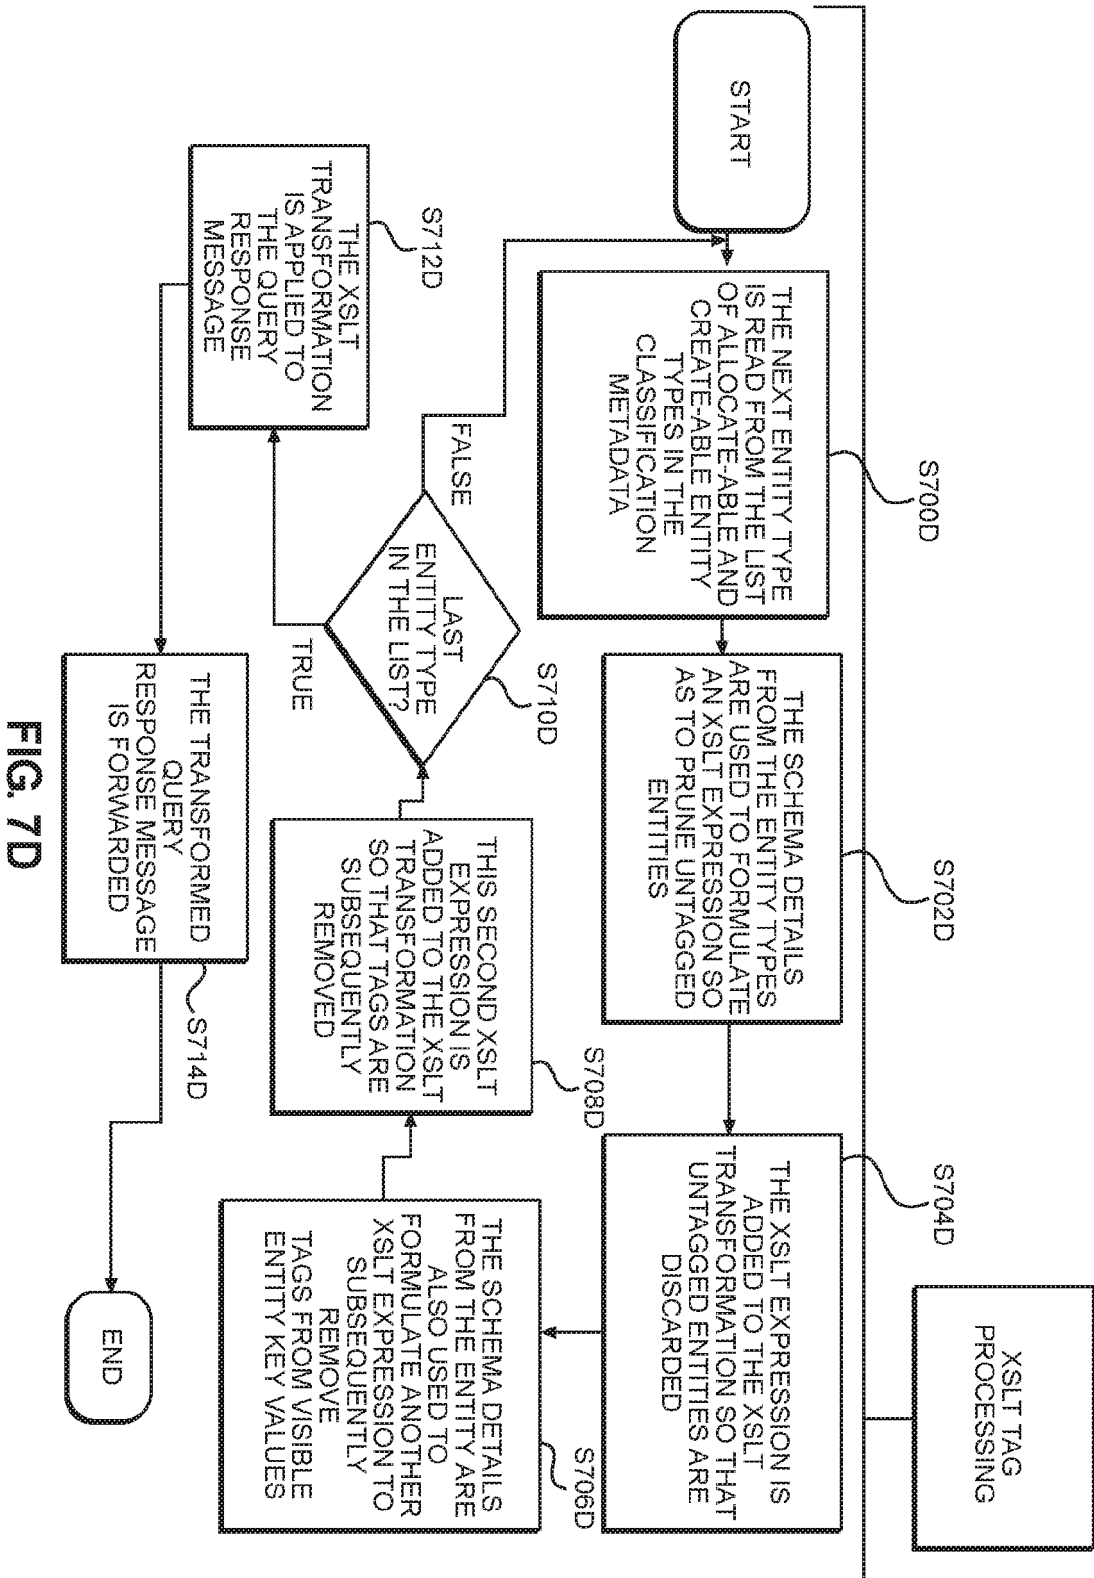 XSLT TAG
PROCESSING
START
S700D
THE NEXT ENTITY TYPE
IS READ FROM THE LIST
OF ALLOCATE-ABLE AND
CREATE-ABLE ENTITY
TYPES IN THE
CLASSIFICATION
METADATA
S702D
THE SCHEMA DETAILS
FROM THE ENTITY TYPES
ARE USED TO FORMULATE
AN XSLT EXPRESSION SO
AS TO PRUNE UNTAGGED
ENTITIES
S704D
THE XSLT EXPRESSION IS
ADDED TO THE XSLT
TRANSFORMATION SO THAT
UNTAGGED ENTITIES ARE
DISCARDED
S706D
THE SCHEMA DETAILS
FROM THE ENTITY ARE
ALSO USED TO
FORMULATE ANOTHER
XSLT EXPRESSION TO
SUBSEQUENTLY
REMOVE
TAGS FROM VISIBLE
ENTITY KEY VALUES
S708D
THIS SECOND XSLT
EXPRESSION IS
ADDED TO THE XSLT
TRANSFORMATION
SO THAT TAGS ARE
SUBSEQUENTLY
REMOVED
S710D
LAST
ENTITY TYPE
IN THE LIST?
FALSE
TRUE
S712D
THE XSLT
TRANSFORMATION
IS APPLIED TO
THE QUERY
RESPONSE
MESSAGE
THE TRANSFORMED
QUERY
RESPONSE MESSAGE
IS FORWARDED
S714D
END
FIG. 7D